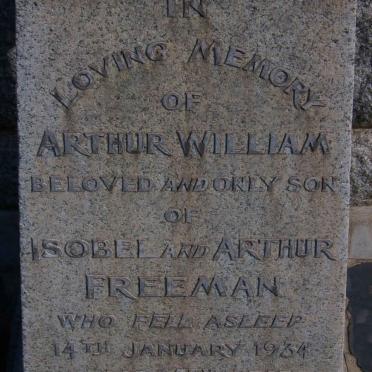 IN
LOVING MEMORY
OF
ARTHUR WILLIAM
BELOVED AND ONLY SON
OF
ISOBEL AND ARTHUR
FREEMAN
WHO FELL ASLEEP
14TH JANUARY 1934